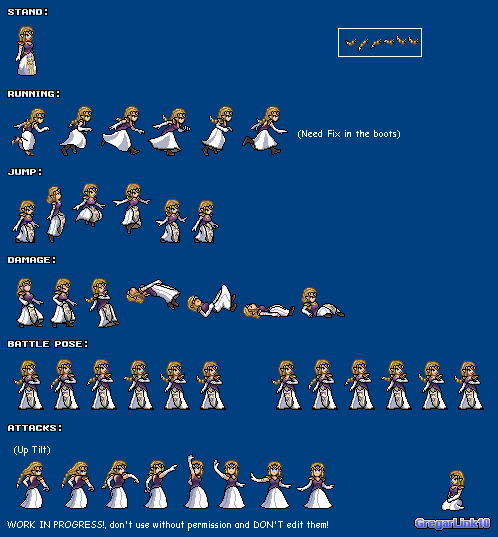 STAND:
RUNNING:
(Need Fix in the boots)
JUMP:
DAMAGE:
BATTLE POSE:
ATTACKS:
(Up Tilt)
WORK IN PROGRESS!, don't use without permission and DON'T edit them!
GregarLink10